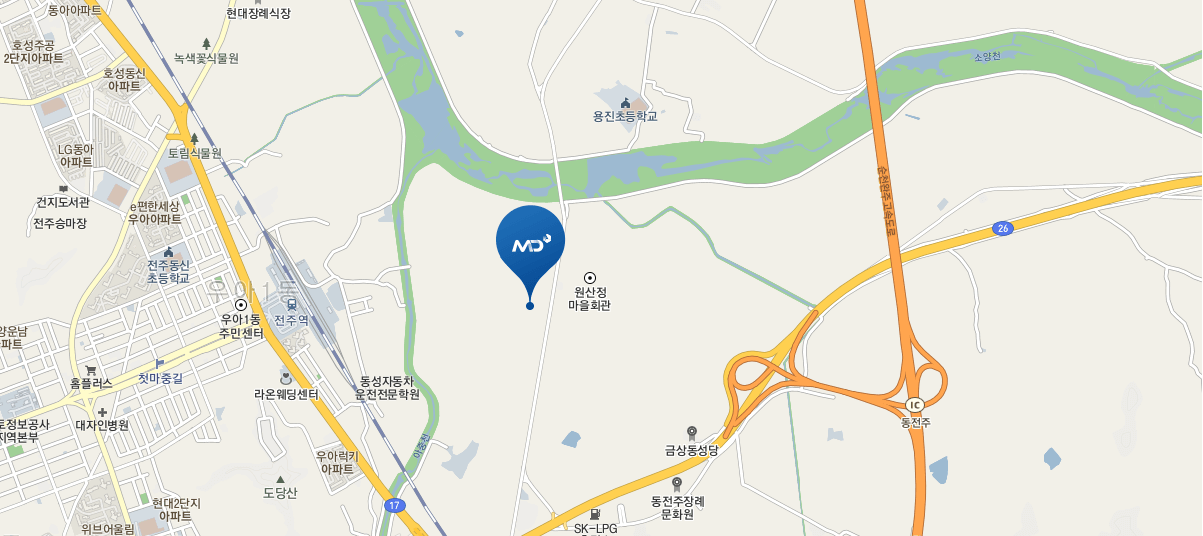 동아아파트
현대장례식장
호성주공
2단지아파트
녹색꽃식물원
호성동신
아파트
소양천
용진초등학교
LG동아
아파트
토림식물원
건지도서관
e편한세상
우아아파트
전주승마장
순천완주고속도로
26
전주동신
초등학교
MD
우아1동
원산정
마을회관
우아1동
주민센터
전주역
양운남
파트
홈플러스
첫마중길
라온웨딩센터
동성자동차
운전전문학원
IC
동전주
대자인병원
토정보공사
지역본부
아중천
금상동성당
우아럭키
아파트
도당산
17
동전주장례
문화원
현대2단지
아파트
위브어울림
SK-LPG